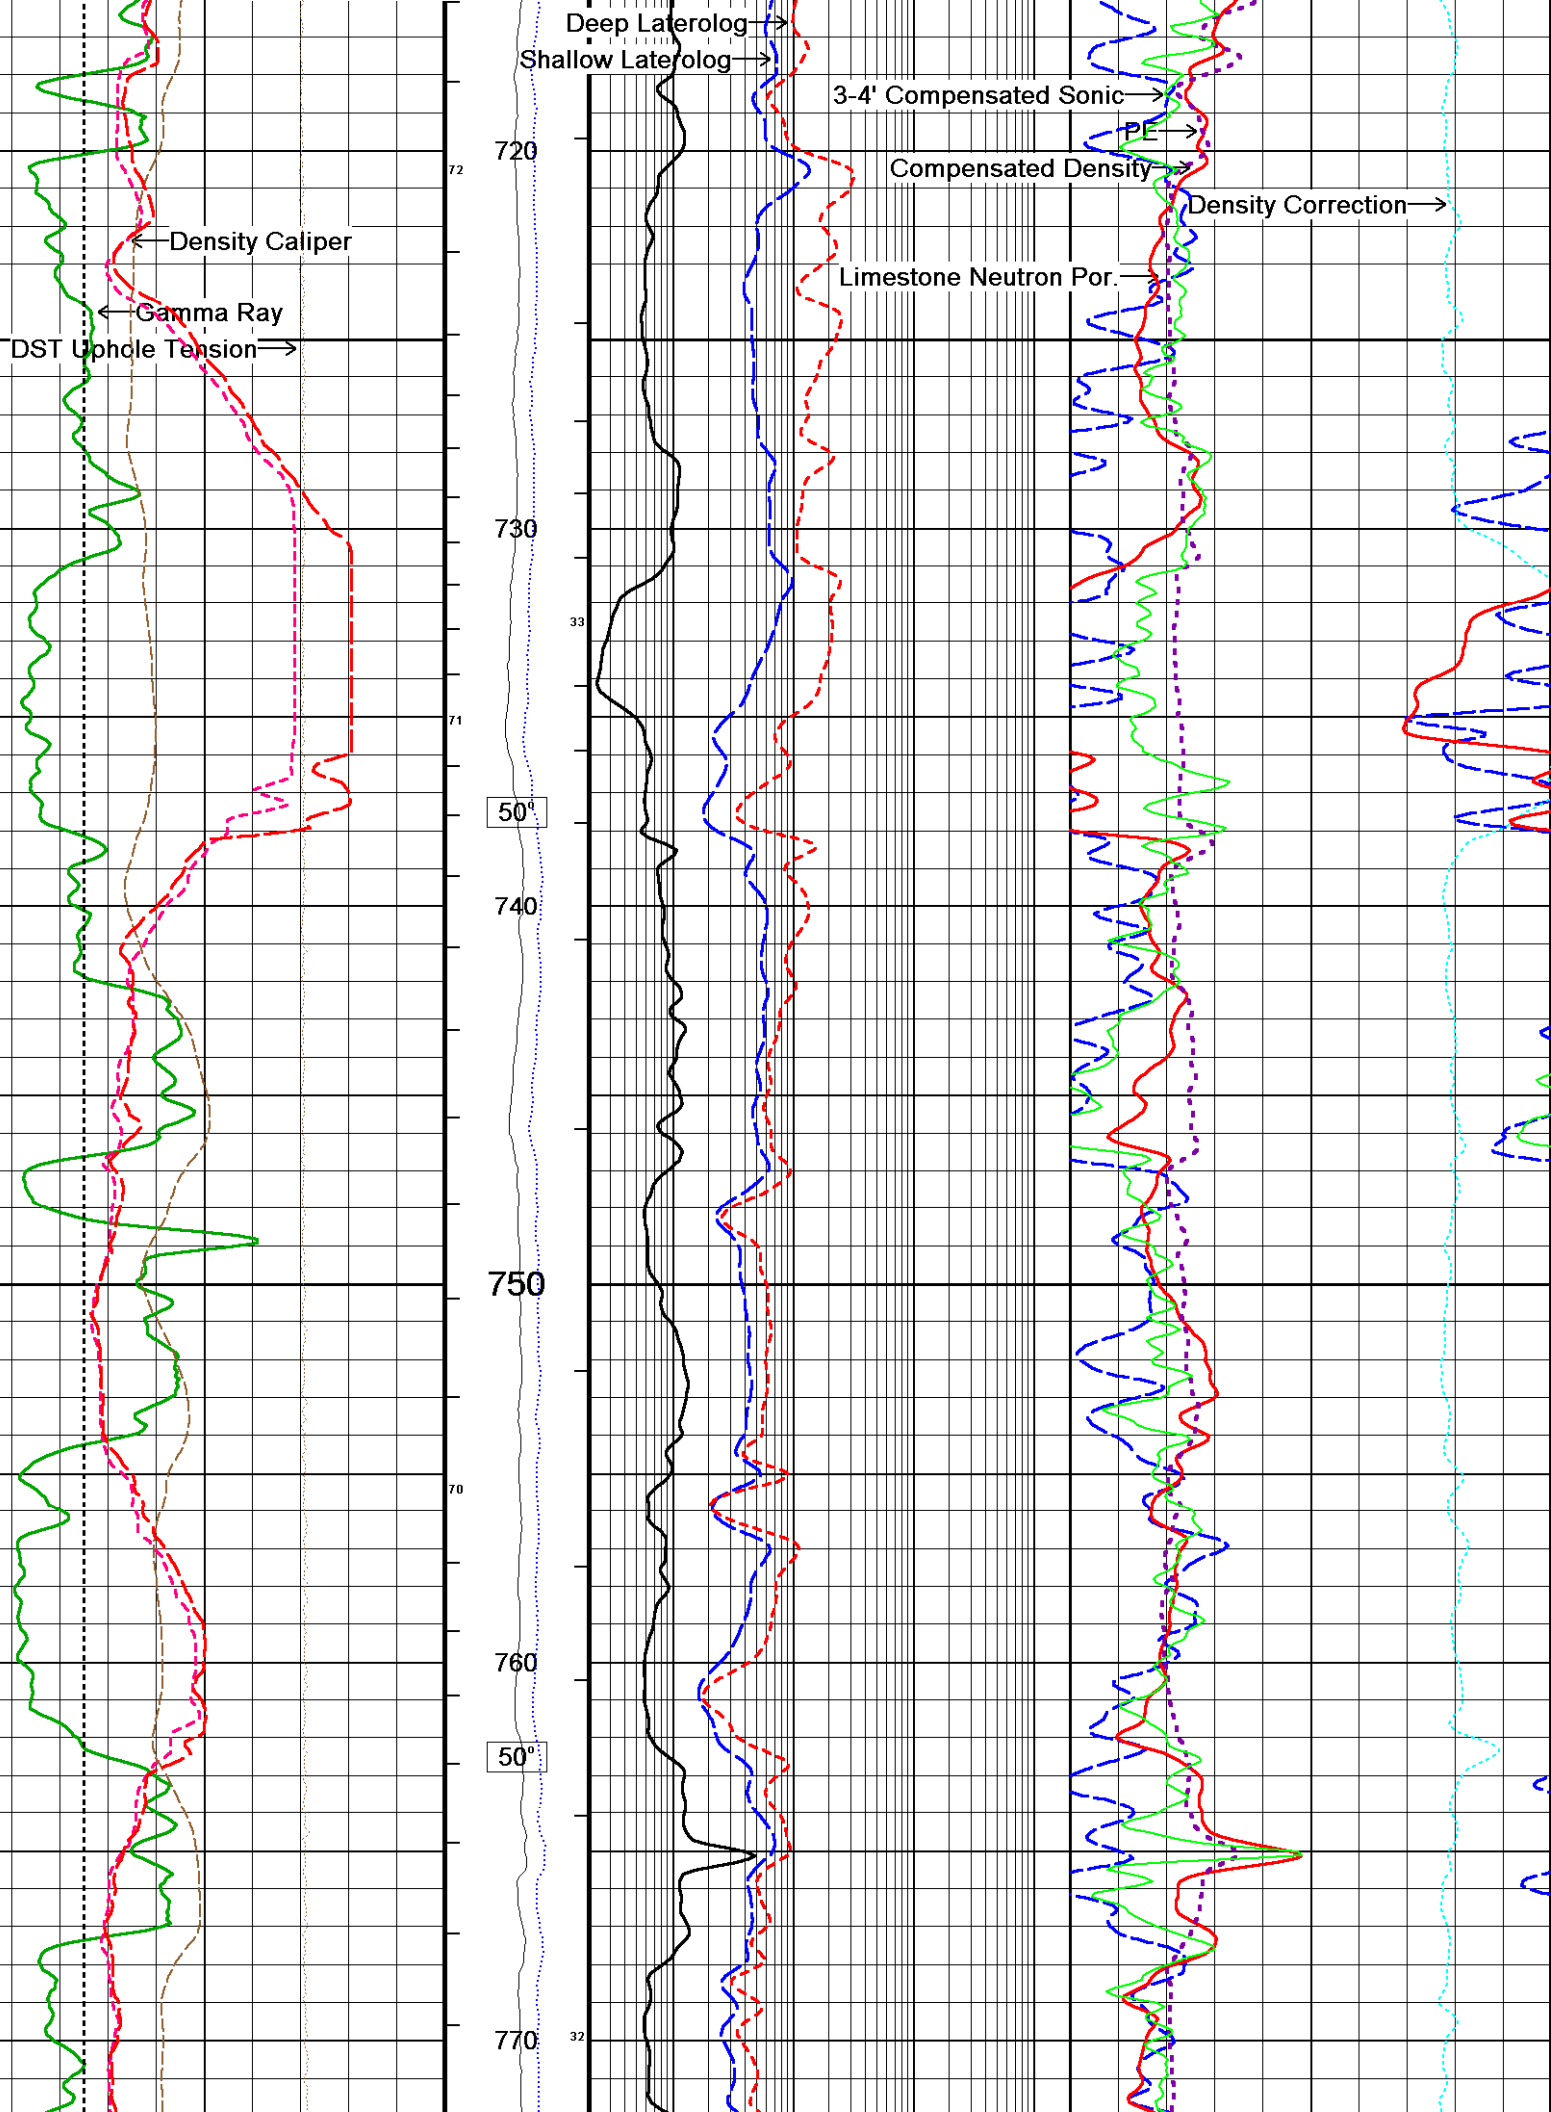 Deep Laterolog
Shallow Laterolog
3-4' Compensated Sonic
PE
720
72
Compensated Density
Density Correction
Density Caliper
Limestone Neutron Por.
Gamma Ray
DST Uphole Tension
730
33
71
50°
740
750
70
760
50°
770
32